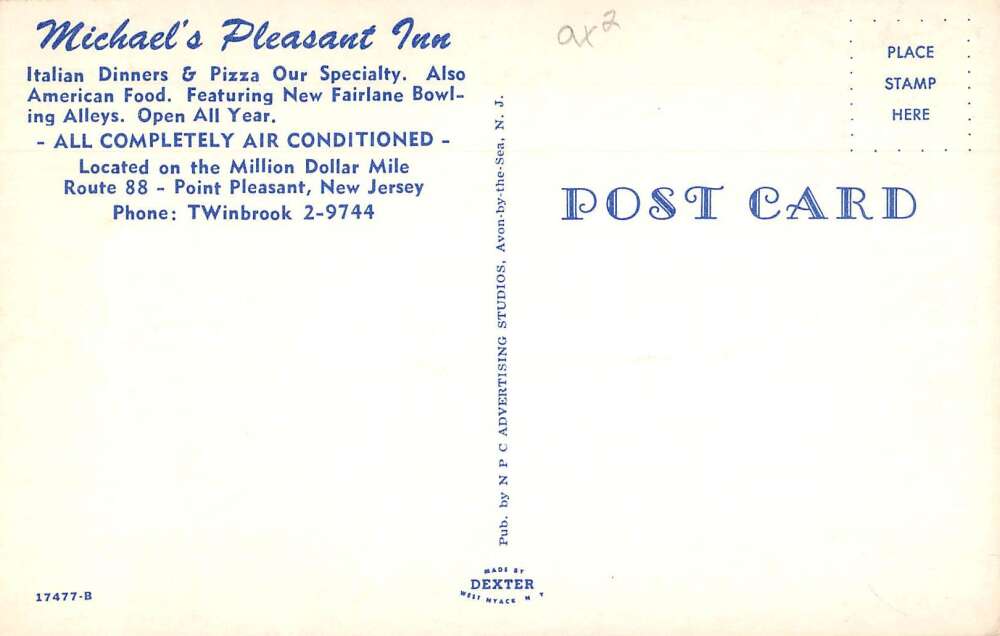 Michael's Pleasant Inn
Italian Dinners & Pizza Our Specialty. Also
American Food. Featuring New Fairlane Bowl-
ing Alleys. Open All Year.
- ALL COMPLETELY AIR CONDITIONED -
Located on the Million Dollar Mile
Route 88 - Point Pleasant, New Jersey
Phone: TWinbrook 2-9744
ax2
PLACE
STAMP
HERE
POST CARD
Pub. by N P C ADVERTISING STUDIOS, Avon-by-the-Sea, N. J.
MADE BY
DEXTER
WEST NYACK N Y
17477-B